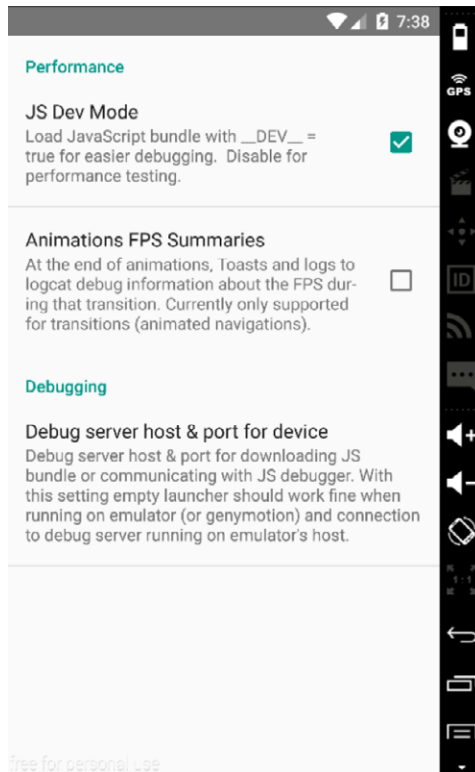 7:38
Performance
JS Dev Mode
Load JavaScript bundle with __DEV__ =
true for easier debugging. Disable for
performance testing.
Animations FPS Summaries
At the end of animations, Toasts and logs to
logcat debug information about the FPS dur-
ing that transition. Currently only supported
for transitions (animated navigations).
Debugging
Debug server host & port for device
Debug server host & port for downloading JS
bundle or communicating with JS debugger. With
this setting empty launcher should work fine when
running on emulator (or genymotion) and connection
to debug server running on emulator's host.
free for personal use
GPS
ID
1:1